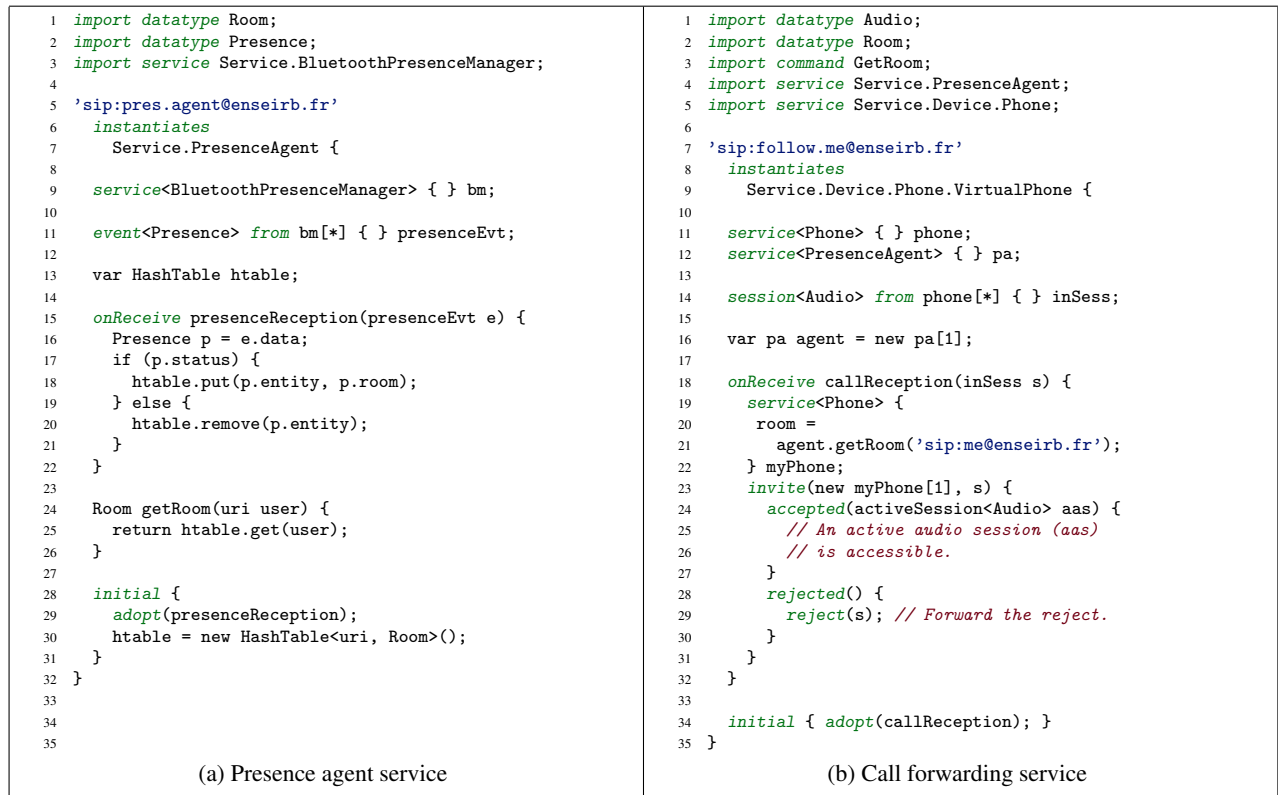 1 import datatype Room;
2 import datatype Presence;
3 import service Service.BluetoothPresenceManager;
4
5 ’sip:pres.agent@enseirb.fr’
6   instantiates
7     Service.PresenceAgent {
8
9   service<BluetoothPresenceManager> { } bm;
10
11   event<Presence> from bm[*] { } presenceEvt;
12
13   var HashTable htable;
14
15   onReceive presenceReception(presenceEvt e) {
16     Presence p = e.data;
17     if (p.status) {
18       htable.put(p.entity, p.room);
19     } else {
20       htable.remove(p.entity);
21     }
22   }
23
24   Room getRoom(uri user) {
25     return htable.get(user);
26   }
27
28   initial {
29     adopt(presenceReception);
30     htable = new HashTable<uri, Room>();
31   }
32 }
33
34
35
(a) Presence agent service
1 import datatype Audio;
2 import datatype Room;
3 import command GetRoom;
4 import service Service.PresenceAgent;
5 import service Service.Device.Phone;
6
7 ’sip:follow.me@enseirb.fr’
8   instantiates
9     Service.Device.Phone.VirtualPhone {
10
11   service<Phone> { } phone;
12   service<PresenceAgent> { } pa;
13
14   session<Audio> from phone[*] { } inSess;
15
16   var pa agent = new pa[1];
17
18   onReceive callReception(inSess s) {
19     service<Phone> {
20      room =
21        agent.getRoom(’sip:me@enseirb.fr’);
22     } myPhone;
23     invite(new myPhone[1], s) {
24       accepted(activeSession<Audio> aas) {
25         // An active audio session (aas)
26         // is accessible.
27       }
28       rejected() {
29         reject(s); // Forward the reject.
30       }
31     }
32   }
33
34   initial { adopt(callReception); }
35 }
(b) Call forwarding service